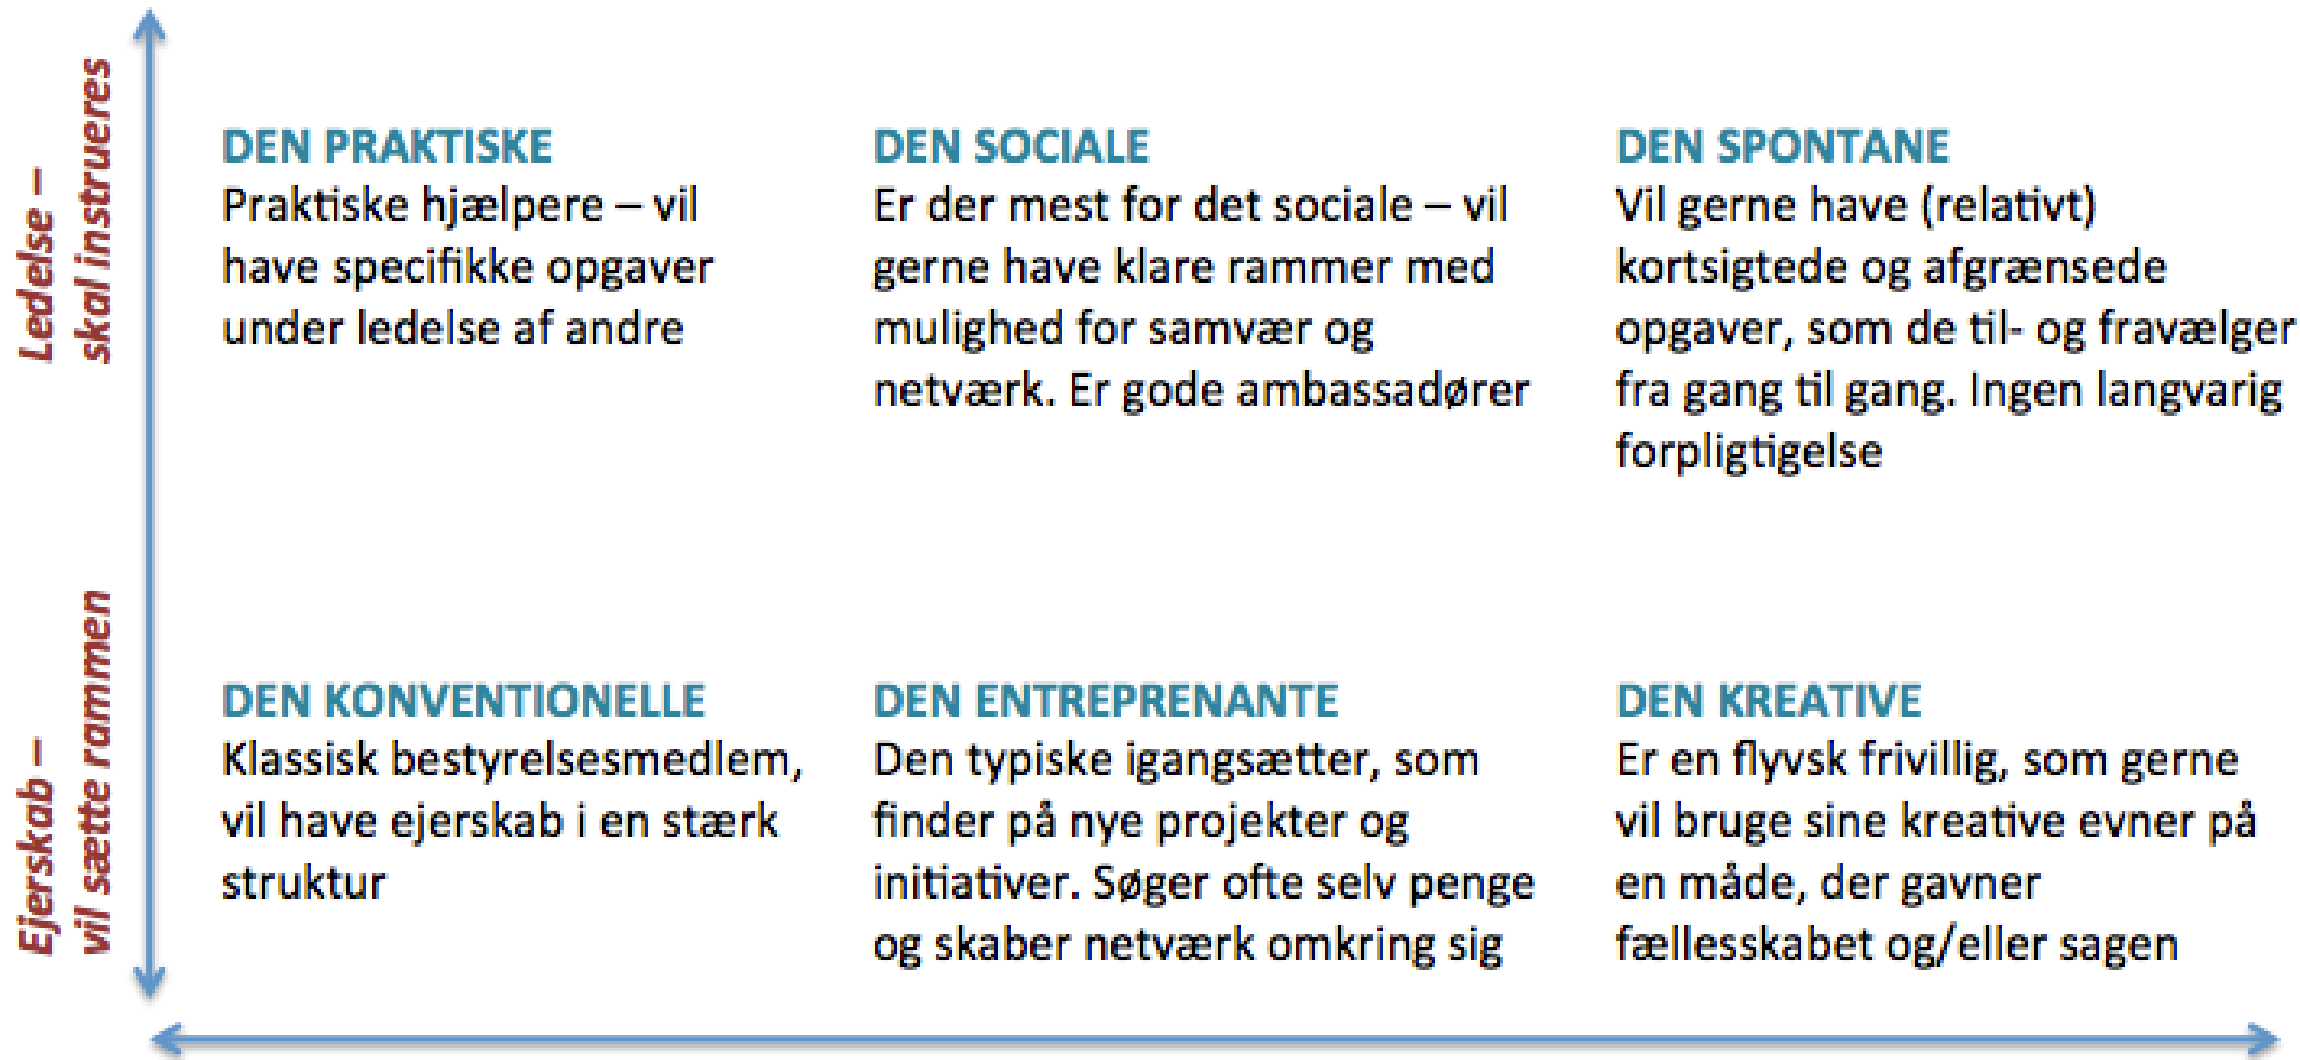 Ledelse –
skal instrueres
DEN PRAKTISKE
Praktiske hjælpere – vil
have specifikke opgaver
under ledelse af andre
DEN SOCIALE
Er der mest for det sociale – vil
gerne have klare rammer med
mulighed for samvær og
netværk. Er gode ambassadører
DEN SPONTANE
Vil gerne have (relativt)
kortsigtede og afgrænsede
opgaver, som de til- og fravælger
fra gang til gang. Ingen langvarig
forpligtigelse
Ejerskab –
vil sætte rammen
DEN KONVENTIONELLE
Klassisk bestyrelsesmedlem,
vil have ejerskab i en stærk
struktur
DEN ENTREPRENANTE
Den typiske igangsætter, som
finder på nye projekter og
initiativer. Søger ofte selv penge
og skaber netværk omkring sig
DEN KREATIVE
Er en flyvsk frivillig, som gerne
vil bruge sine kreative evner på
en måde, der gavner
fællesskabet og/eller sagen